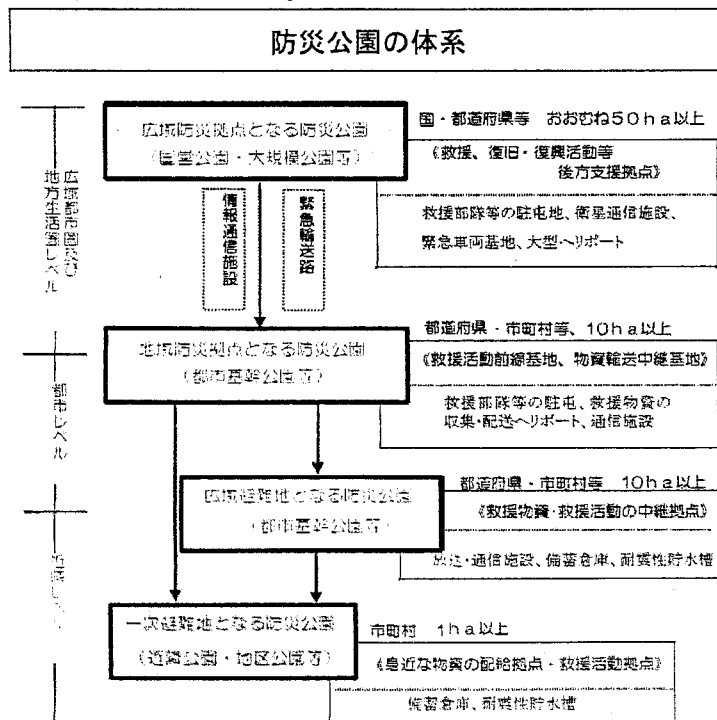 防災公園の体系
広域都市圏及び
地方生活圏レベル
広域防災拠点となる防災公園
（国営公園・大規模公園等）
国・都道府県等　おおむね50ha以上
《救援、復旧・復興活動等
後方支援拠点》
救援部隊等の駐屯地、衛星通信施設、
緊急車両基地、大型ヘリポート
情報通信施設
緊急輸送路
都市レベル
地域防災拠点となる防災公園
（都市基幹公園等）
都道府県・市町村等、10ha以上
《救援活動前線基地、物資輸送中継基地》
救援部隊等の駐屯、救援物資の
収集・配送ヘリポート、通信施設
広域避難地となる防災公園
（都市基幹公園等）
都道府県・市町村等　10ha以上
《救援物資・救援活動の中継拠点》
放送・通信施設、備蓄倉庫、耐震性貯水槽
近隣レベル
一次避難地となる防災公園
（近隣公園・地区公園等）
市町村　1ha以上
《身近な物資の配給拠点・救援活動拠点》
備蓄倉庫、耐震性貯水槽